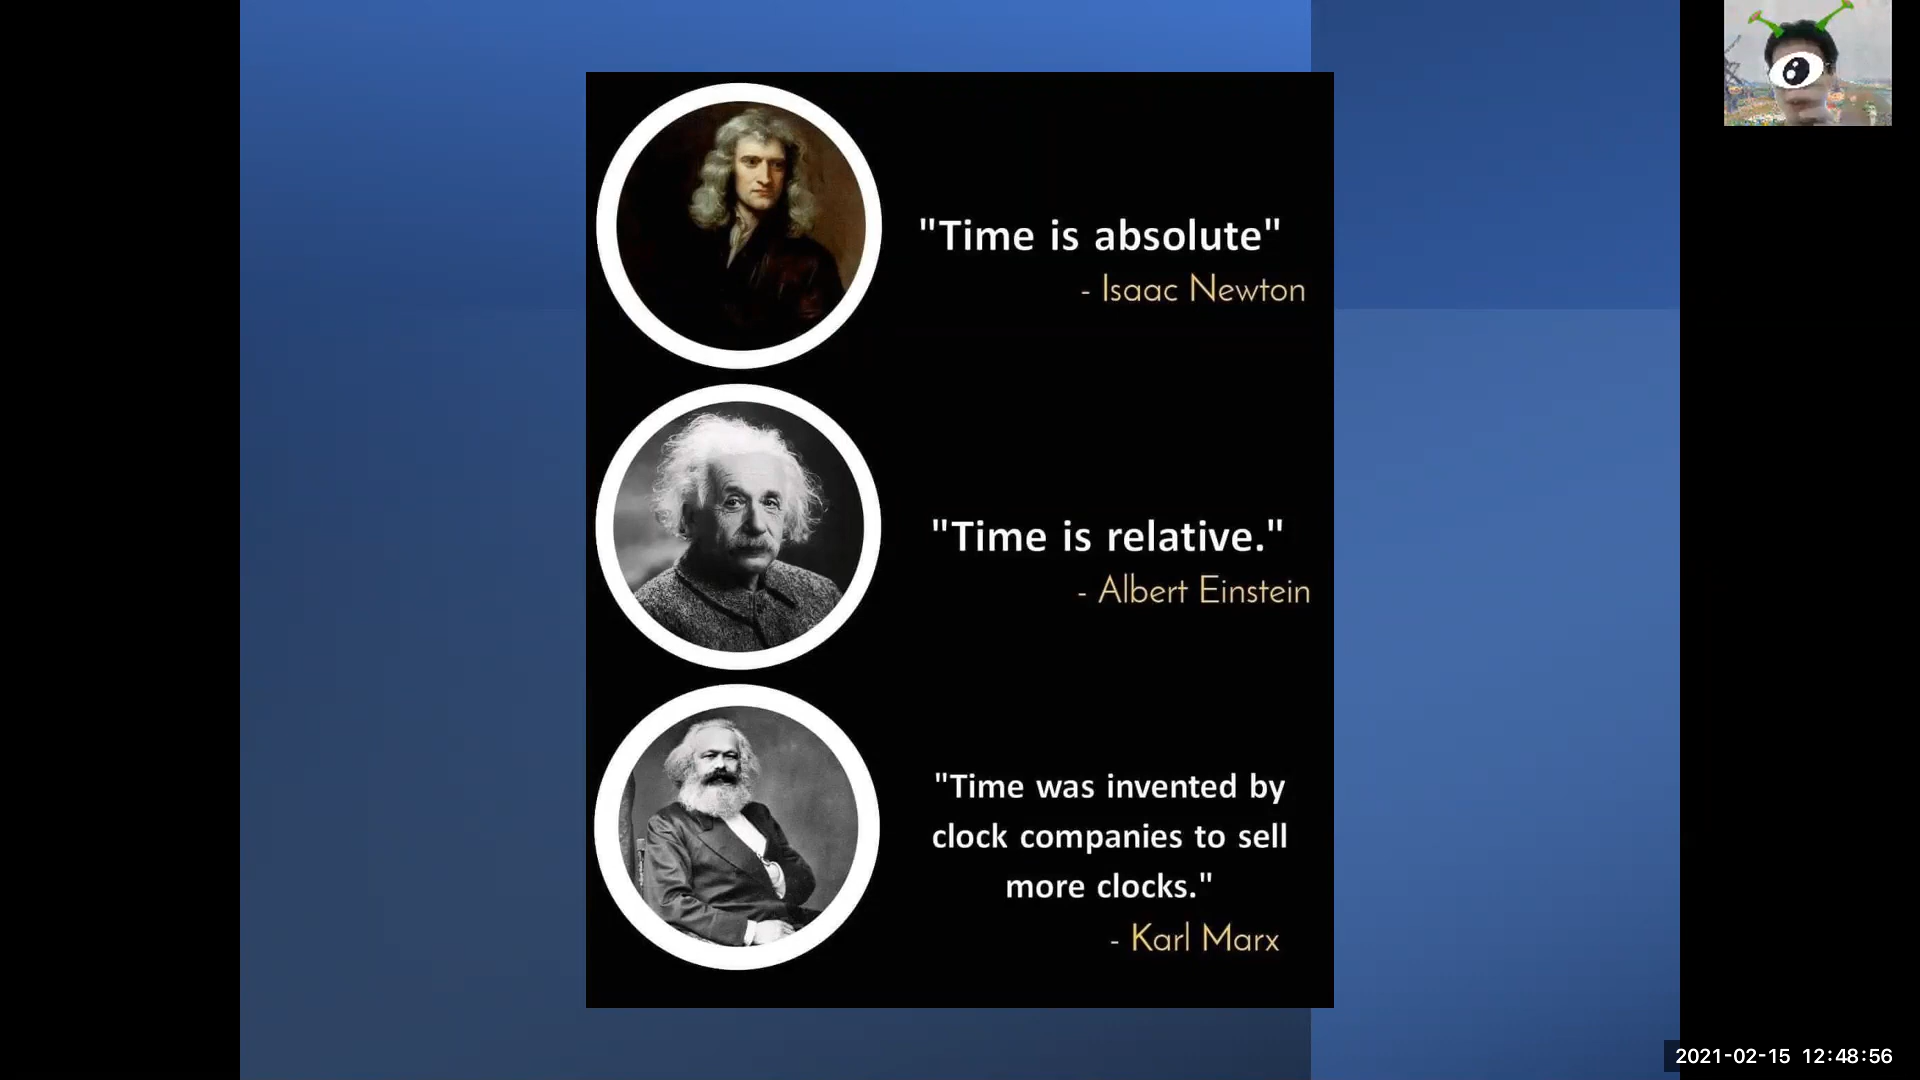 "Time is absolute"
- Isaac Newton
"Time is relative."
- Albert Einstein
"Time was invented by
clock companies to sell
more clocks."
- Karl Marx
2021-02-15 12:48:56